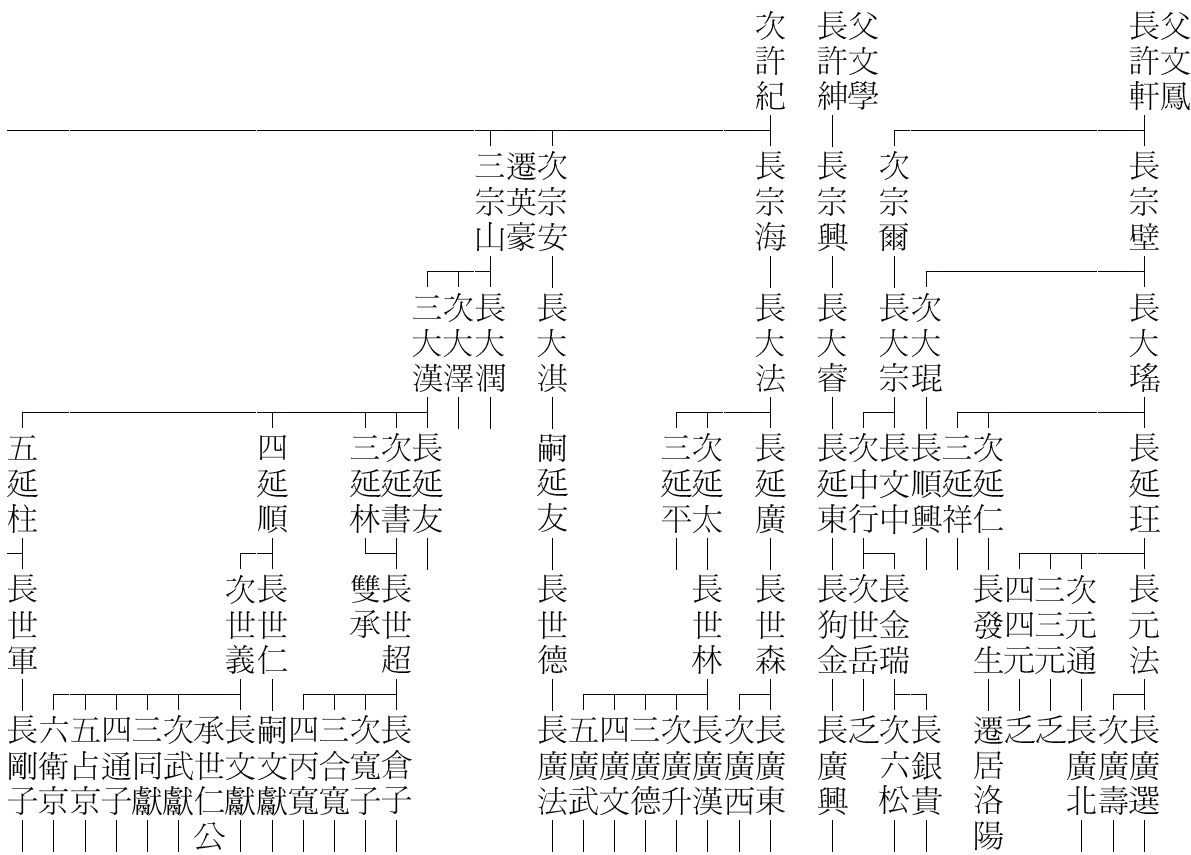 父文鳳
長許軒
父文學
長許紳
次許紀
長宗壁
次宗爾
長宗興
長宗海
次宗安
遷英豪
三宗山
長大瑤
次大琨
長大宗
長大睿
長大法
長大淇
長大潤
次大澤
三大漢
長延玨
次延仁
三延祥
長順興
長文中
次中行
長延東
長延廣
次延太
三延平
嗣延友
長延友
次延書
三延林
四延順
五延柱
長元法
次元通
三三元
四四元
長發生
長金瑞
次世岳
長狗金
長世森
長世林
長世德
長世超
雙承
長世仁
次世義
長世軍
長廣選
次廣壽
長廣北
乏
乏
遷居洛陽
長銀貴
次六松
乏
長廣興
長廣東
次廣西
長廣漢
次廣升
三廣德
四廣文
五廣武
長廣法
長倉子
次寬子
三合寬
四丙寬
嗣文獻
長文獻
承世仁公
次武獻
三同獻
四通子
五占京
六衛京
長剛子